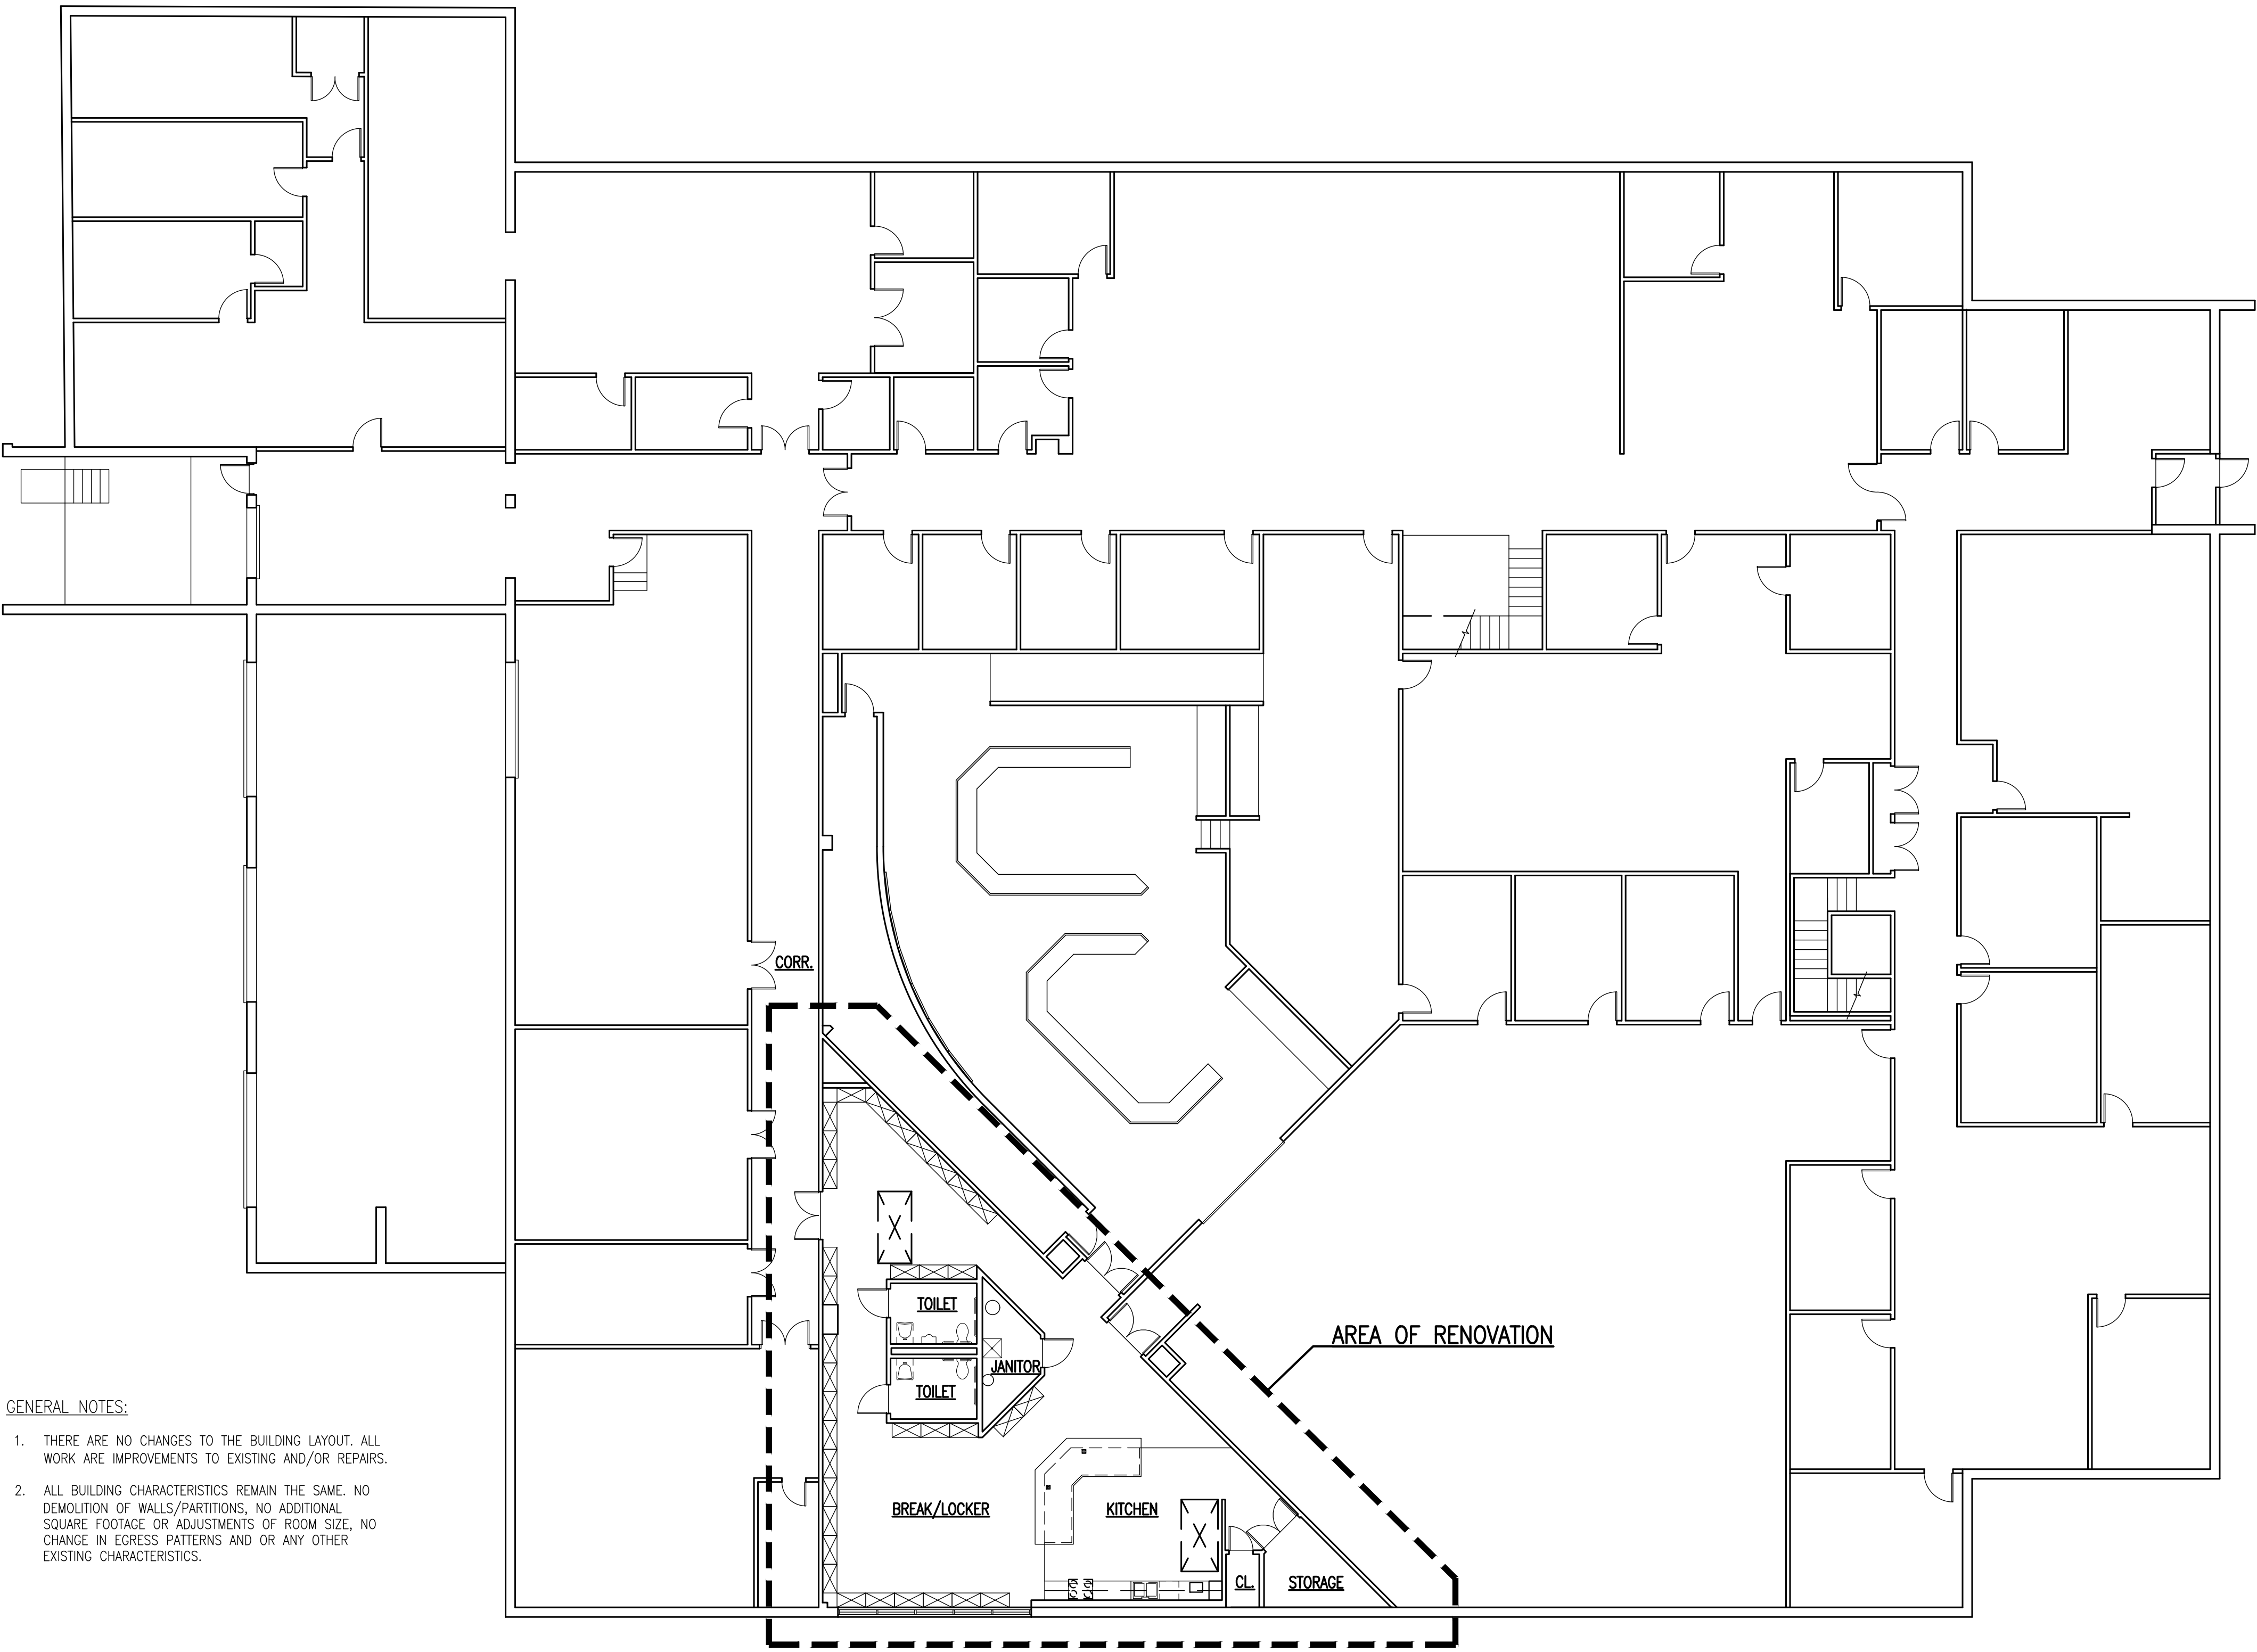 CORR.
TOILET
AREA OF RENOVATION
JANITOR
TOILET
GENERAL NOTES:
1. THERE ARE NO CHANGES TO THE BUILDING LAYOUT. ALL
WORK ARE IMPROVEMENTS TO EXISTING AND/OR REPAIRS.
2. ALL BUILDING CHARACTERISTICS REMAIN THE SAME. NO
DEMOLITION OF WALLS/PARTITIONS, NO ADDITIONAL
SQUARE FOOTAGE OR ADJUSTMENTS OF ROOM SIZE, NO
CHANGE IN EGRESS PATTERNS AND OR ANY OTHER
EXISTING CHARACTERISTICS.
BREAK/LOCKER
KITCHEN
CL.
STORAGE